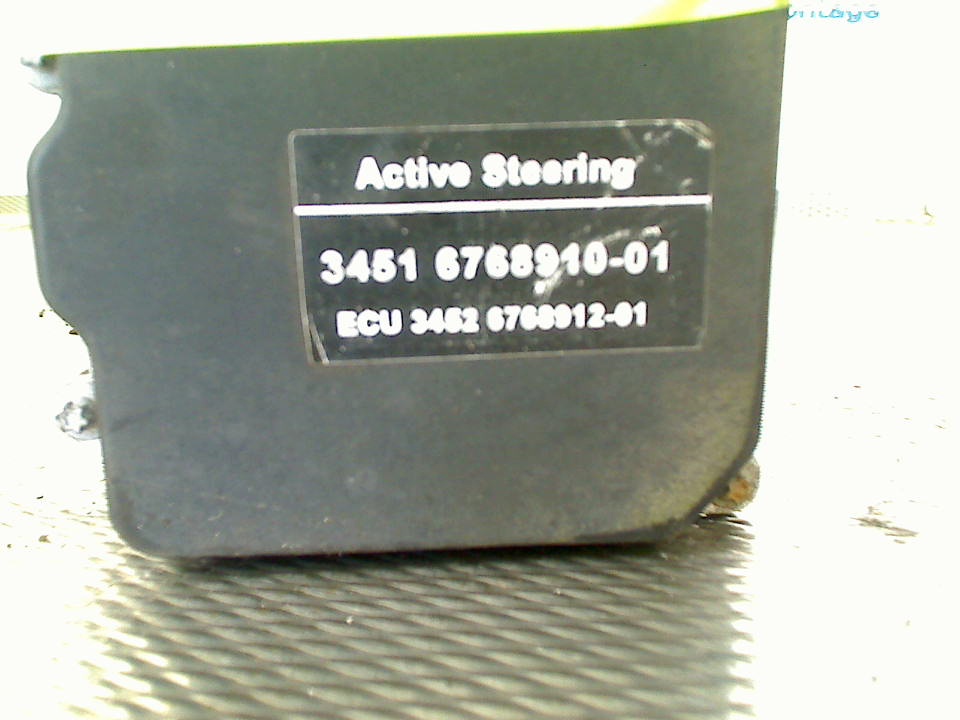 Active Steering
3451 6768910-01
ECU 3452 6768912-01